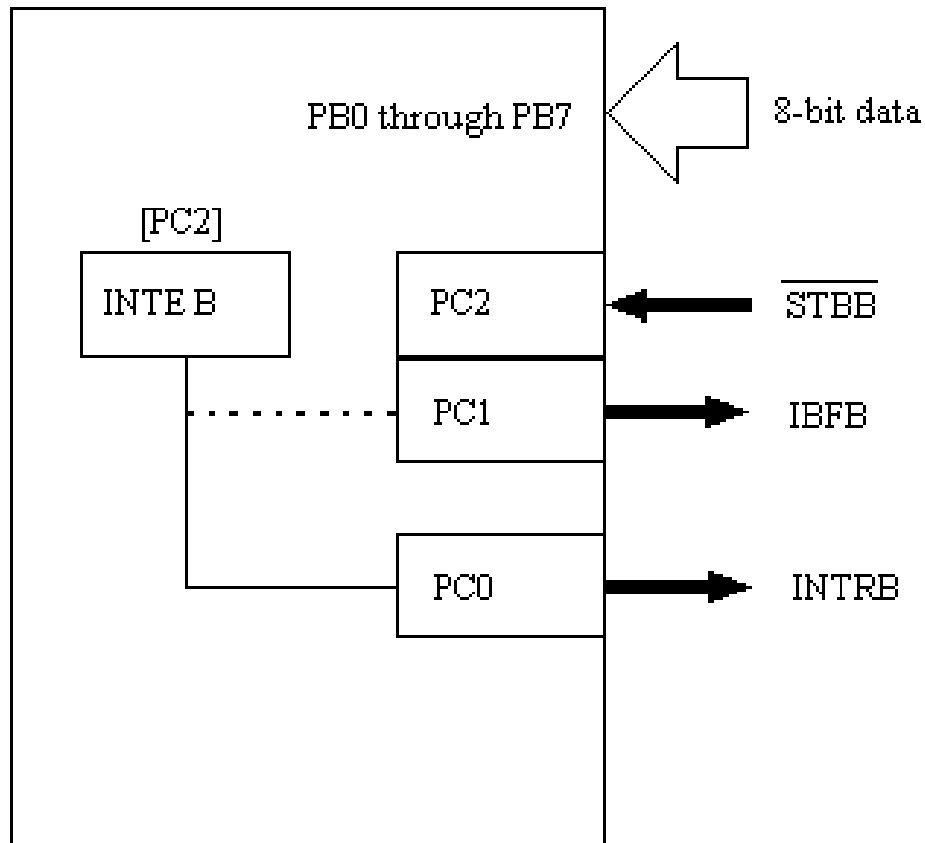 PB0 through PB7
8-bit data
[PC2]
INTE B
PC2
STBB
PC1
IBFB
PC0
INTRB